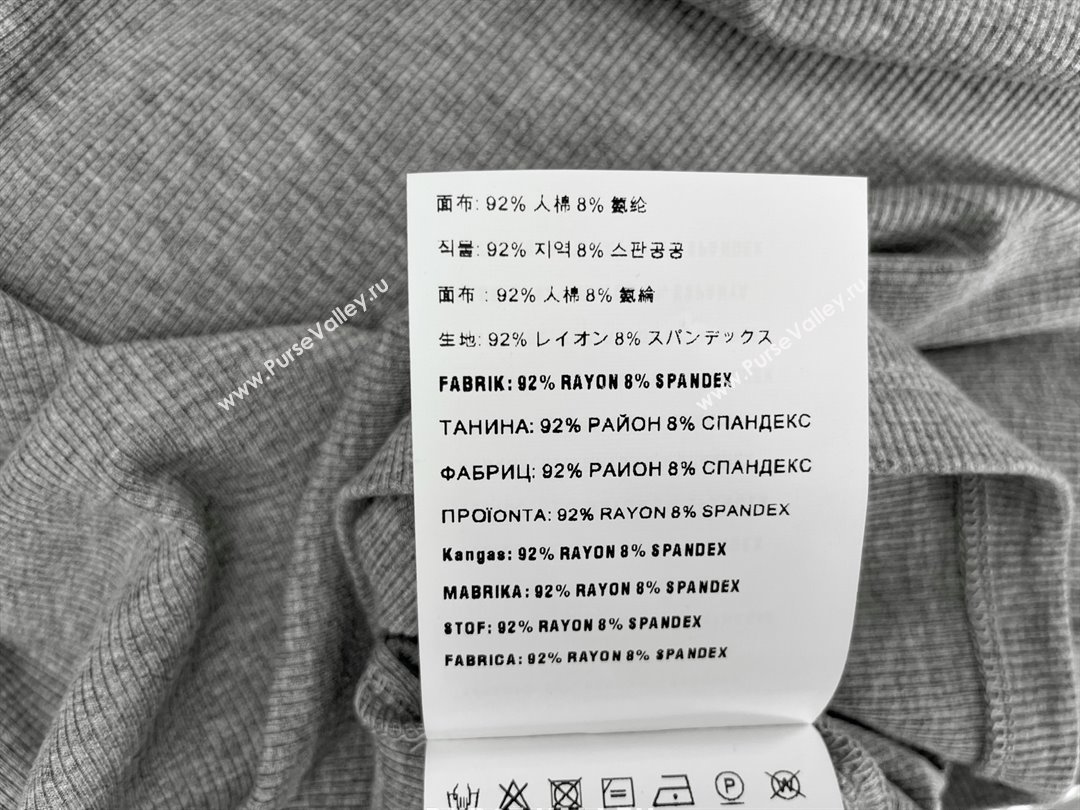 面布: 92% 人棉 8% 氨纶
직물: 92% 지역 8% 스판공공
面布 : 92% 人棉 8% 氨綸
生地: 92% レイオン 8% スパンデックス
FABRIK: 92% RAYON 8% SPANDEX
ТАНИНА: 92% РАЙОН 8% СПАНДЕКС
ФАБРИЦ: 92% РАИОН 8% СПАНДЕКС
ΠΡΟΪΟΝΤΑ: 92% RAYON 8% SPANDEX
Kangas: 92% RAYON 8% SPANDEX
MABRIKA: 92% RAYON 8% SPANDEX
STOF: 92% RAYON 8% SPANDEX
FABRICA: 92% RAYON 8% SPANDEX
P W
www.PurseValley.ru
www.PurseValley.ru